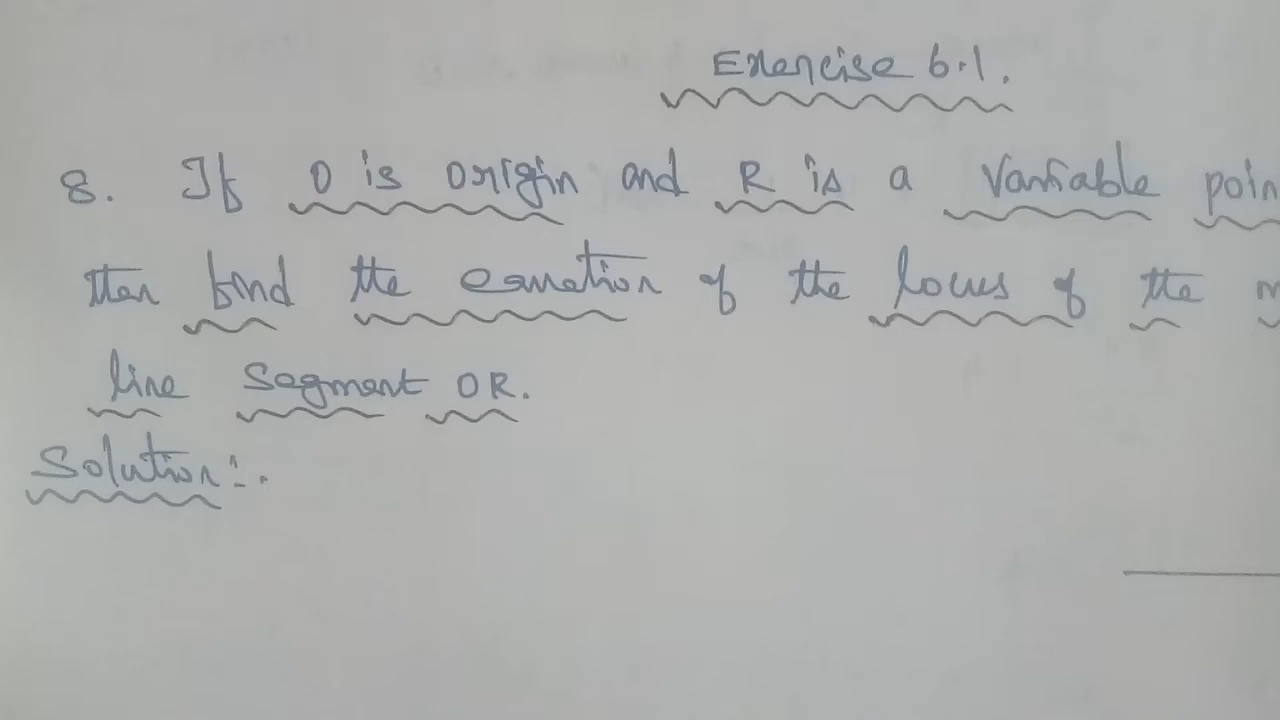 Exercise 6.1.
8. If O is origin and R is a variable poin
then find the equation of the locus of the m
line segment OR.
Solution:-.